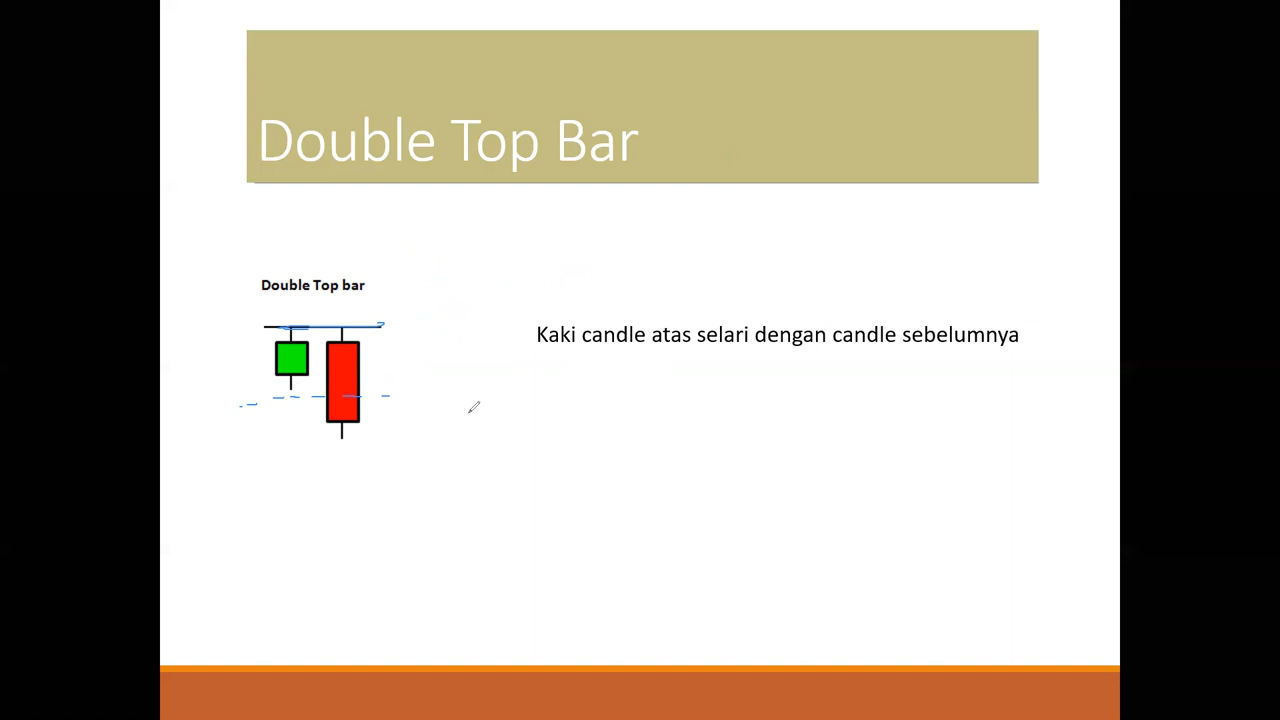 Double Top Bar
Double Top bar
Kaki candle atas selari dengan candle sebelumnya